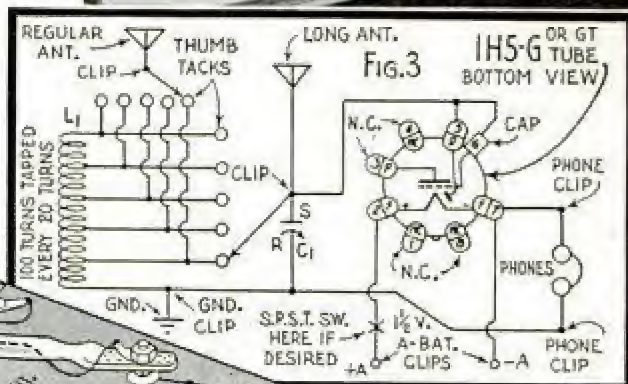 REGULAR ANT.
CLIP
THUMB TACKS
LONG ANT.
FIG.3
1H5-G OR GT TUBE
BOTTOM VIEW
L1
100 TURNS TAPPED
EVERY 20 TURNS
CLIP
N.C.
CAP
PHONE CLIP
S
R
C1
N.C.
PHONES
GND.
GND. CLIP
S.P.S.T. SW.
HERE IF
DESIRED
1½ V.
A-BAT.
CLIPS
+A
-A
PHONE CLIP